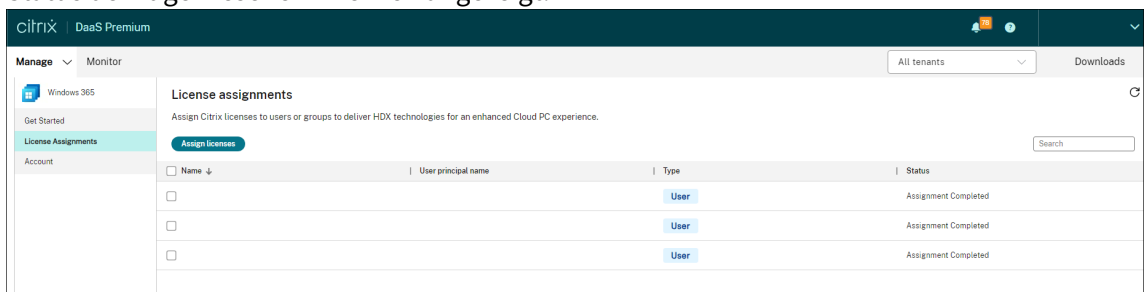 citrix | DaaS Premium
78
?
Manage Monitor
All tenants
Downloads
Windows 365
Get Started
License Assignments
Account
License assignments
Assign Citrix licenses to users or groups to deliver HDX technologies for an enhanced Cloud PC experience.
Assign licenses
Search
Name ↓ | User principal name | Type | Status
User Assignment Completed
User Assignment Completed
User Assignment Completed